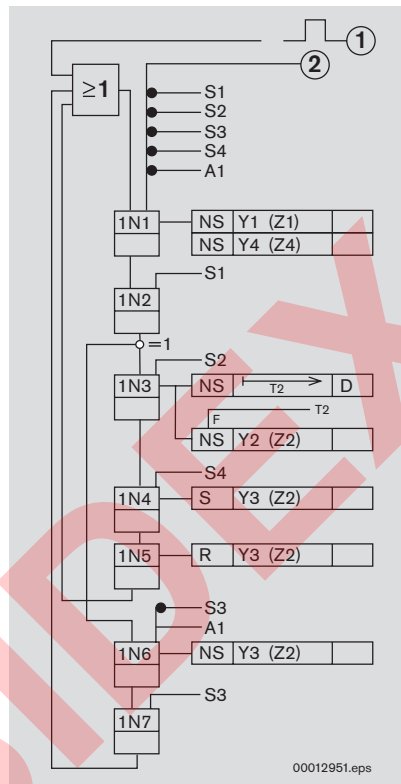 1
2
≥1
S1
S2
S3
S4
A1
1N1 NS Y1 (Z1)
NS Y4 (Z4)
S1
1N2
=1
S2
1N3 NS T2 D
T2
F
NS Y2 (Z2)
S4
1N4 S Y3 (Z2)
1N5 R Y3 (Z2)
S3
A1
1N6 NS Y3 (Z2)
S3
1N7
00012951.eps